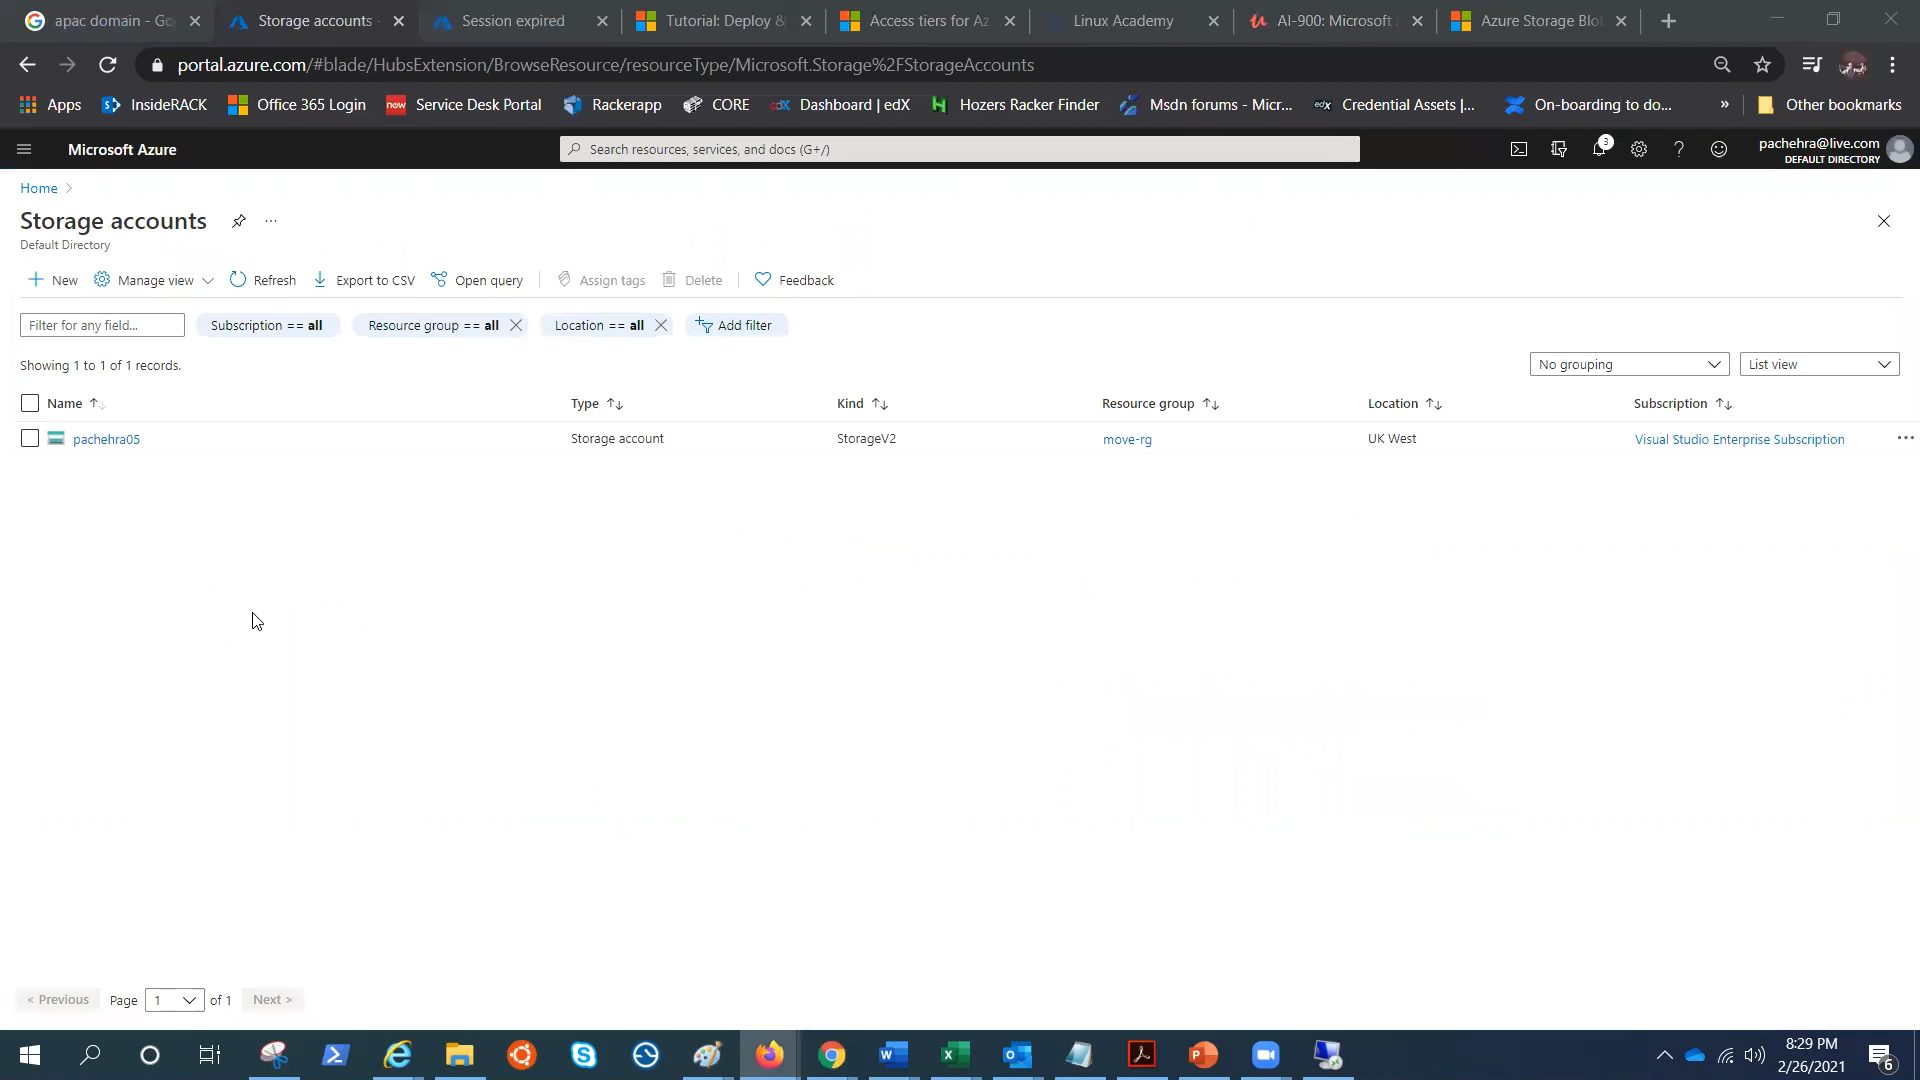 apac domain - Go
Storage accounts -
Session expired
Tutorial: Deploy &
Access tiers for Az
Linux Academy
AI-900: Microsoft
Azure Storage Blo
portal.azure.com/#blade/HubsExtension/BrowseResource/resourceType/Microsoft.Storage%2FStorageAccounts
Apps InsideRACK Office 365 Login Service Desk Portal Rackerapp CORE Dashboard | edX Hozers Racker Finder Msdn forums - Micr... Credential Assets |... On-boarding to do... » Other bookmarks
Microsoft Azure
Search resources, services, and docs (G+/)
3
pachehra@live.com
DEFAULT DIRECTORY
Home >
Storage accounts ...
Default Directory
New Manage view Refresh Export to CSV Open query Assign tags Delete Feedback
Filter for any field... Subscription == all Resource group == all Location == all Add filter
Showing 1 to 1 of 1 records.
No grouping List view
Name Type Kind Resource group Location Subscription
pachehra05 Storage account StorageV2 move-rg UK West Visual Studio Enterprise Subscription ...
< Previous Page 1 of 1 Next >
8:29 PM
2/26/2021
6